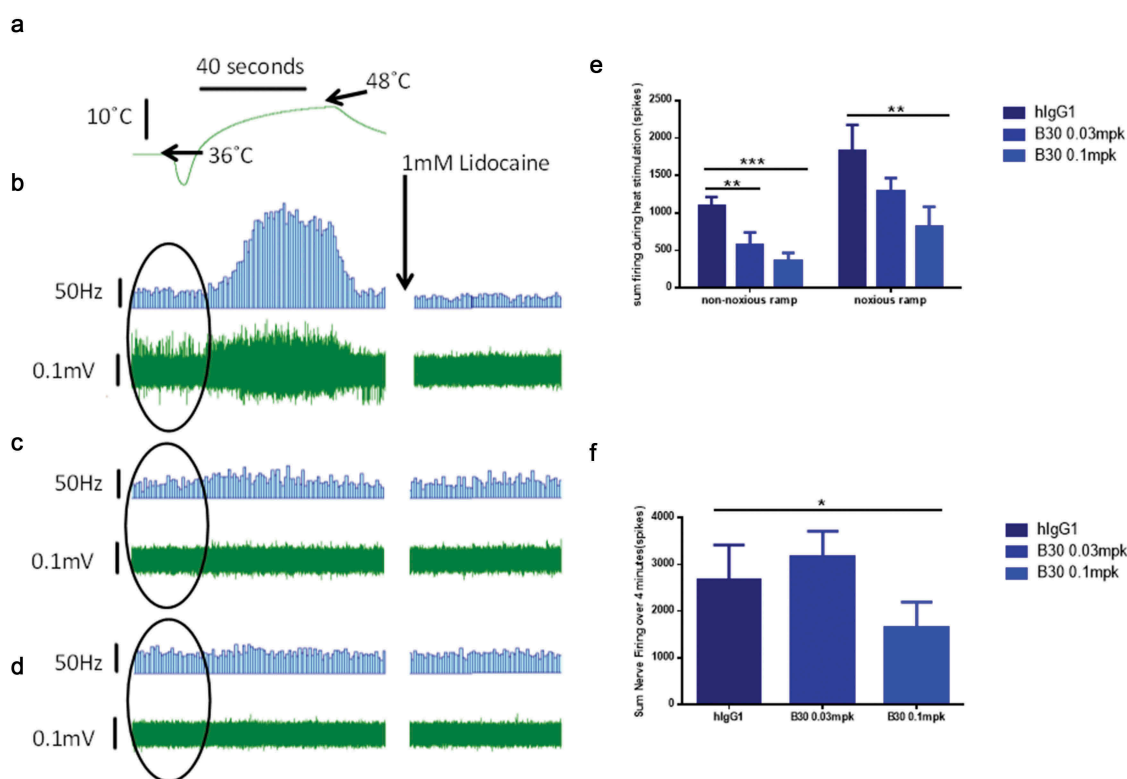 a
40 seconds
48˚C
10˚C
36˚C
1mM Lidocaine
b
50Hz
0.1mV
c
50Hz
0.1mV
d
50Hz
0.1mV
e
sum firing during heat stimulation (spikes)
2500
2000
1500
1000
500
0
***
**
**
non-noxious ramp
noxious ramp
hIgG1
B30 0.03mpk
B30 0.1mpk
f
Sum Nerve Firing over 4 minutes(spikes)
4000
3000
2000
1000
0
*
hIgG1
B30 0.03mpk
B30 0.1mpk
hIgG1
B30 0.03mpk
B30 0.1mpk